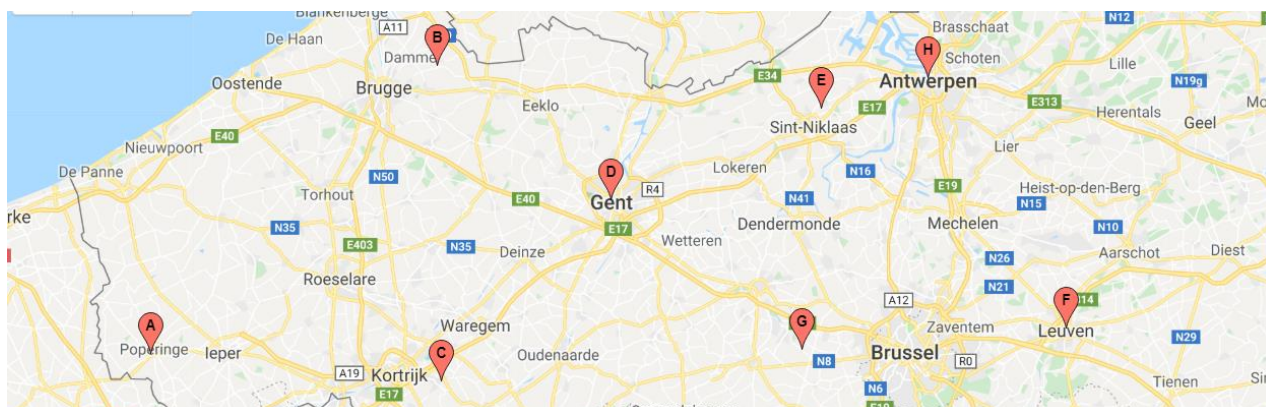 Blankenberge
A11
De Haan
B
Damme
Oostende
Brugge
Eeklo
E34
E
H
Brasschaat
N12
Schoten
Antwerpen
Lille
N19g
E17
E313
Herentals
Geel
Sint-Niklaas
Nieuwpoort
E40
De Panne
N50
Torhout
D
Gent
R4
Lokeren
N16
Lier
E40
E17
N41
Dendermonde
E19
Mechelen
Heist-op-den-Berg
N15
N10
Aarschot
Diest
rke
N35
E403
N35
Deinze
Wetteren
Roeselare
N26
N21
A12
F
14
Leuven
Zaventem
A
Poperinge
Ieper
Waregem
C
Kortrijk
A19
E17
Oudenaarde
G
N8
Brussel
R0
N6
N29
Tienen